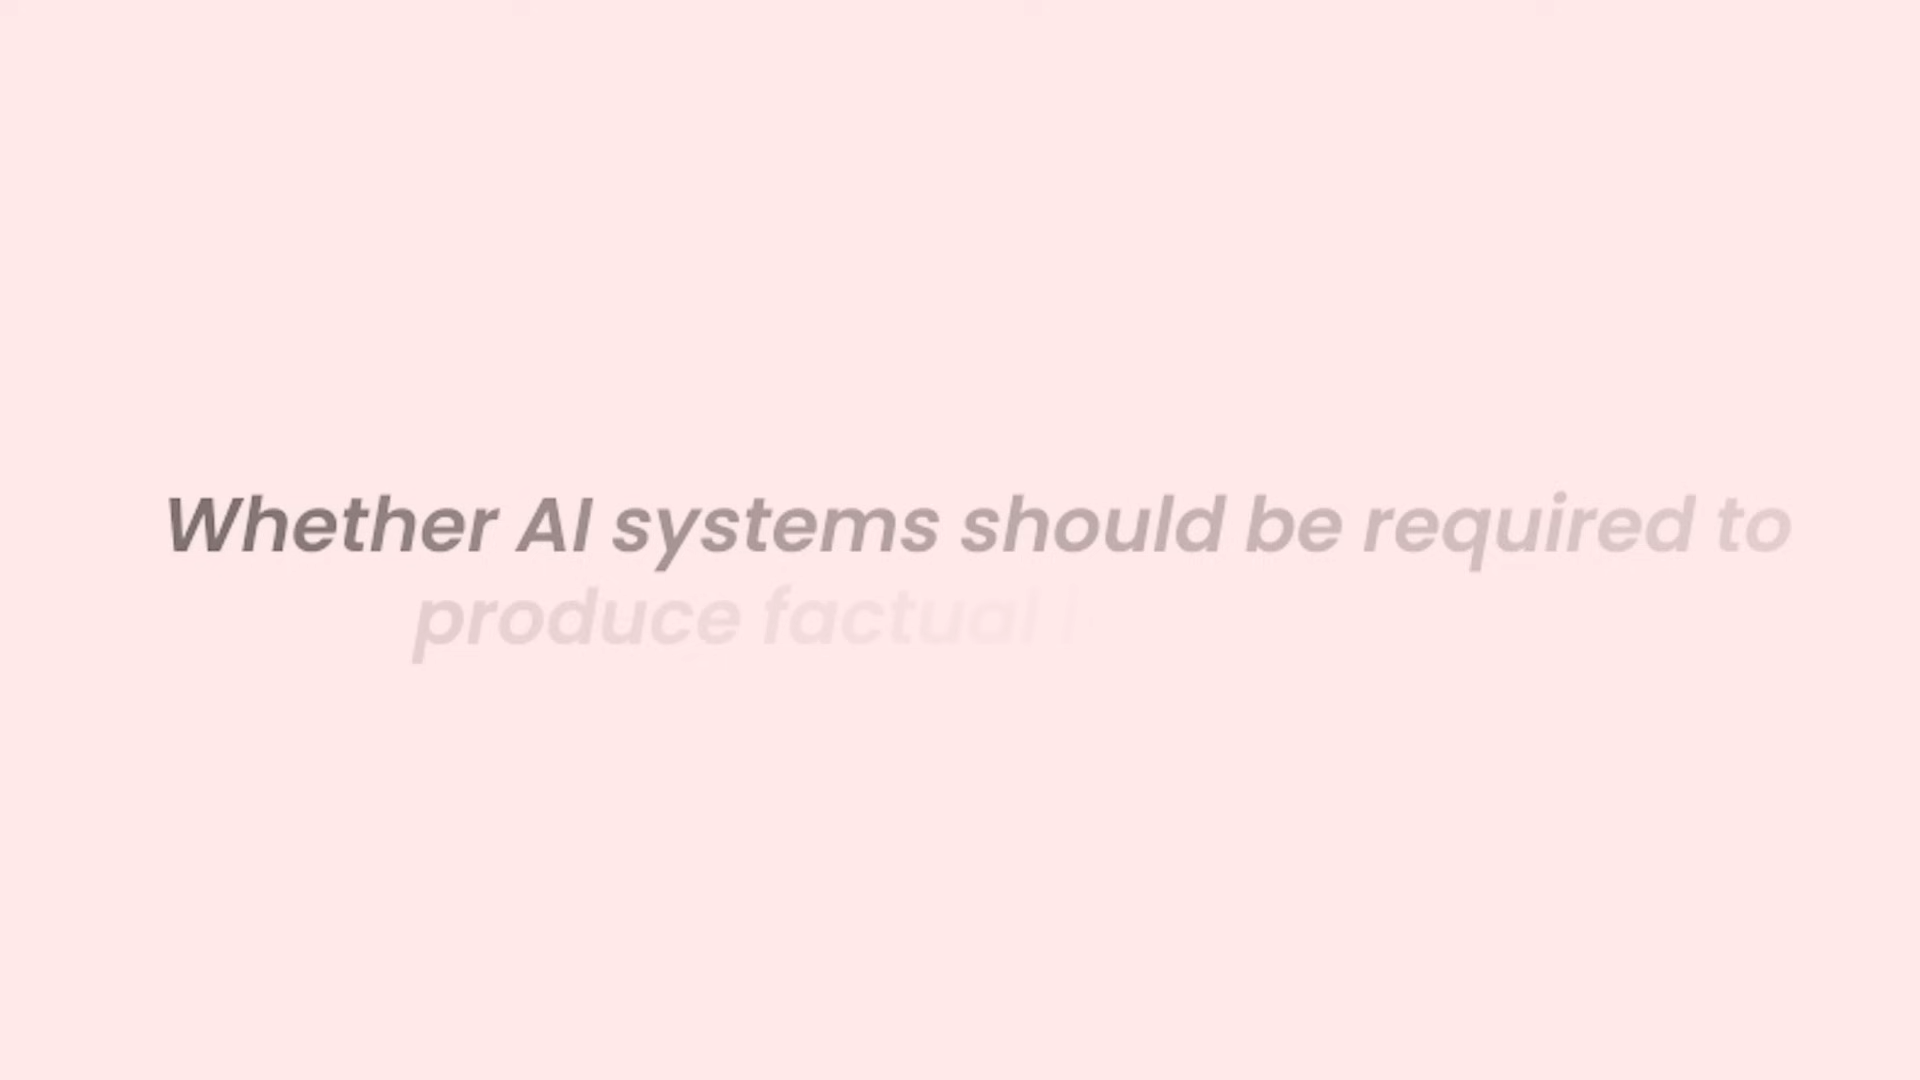 Whether AI systems should be required to
produce factual